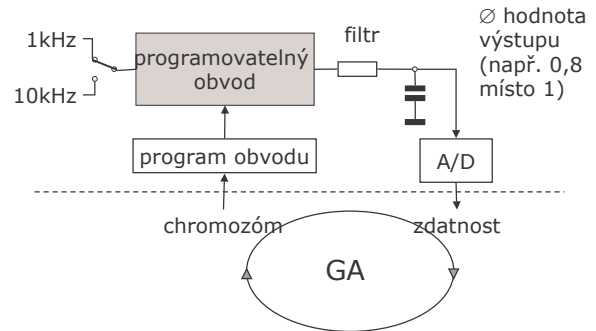 1kHz
10kHz
programovatelný
obvod
filtr
∅ hodnota
výstupu
(např. 0,8
místo 1)
program obvodu
A/D
chromozóm
zdatnost
GA